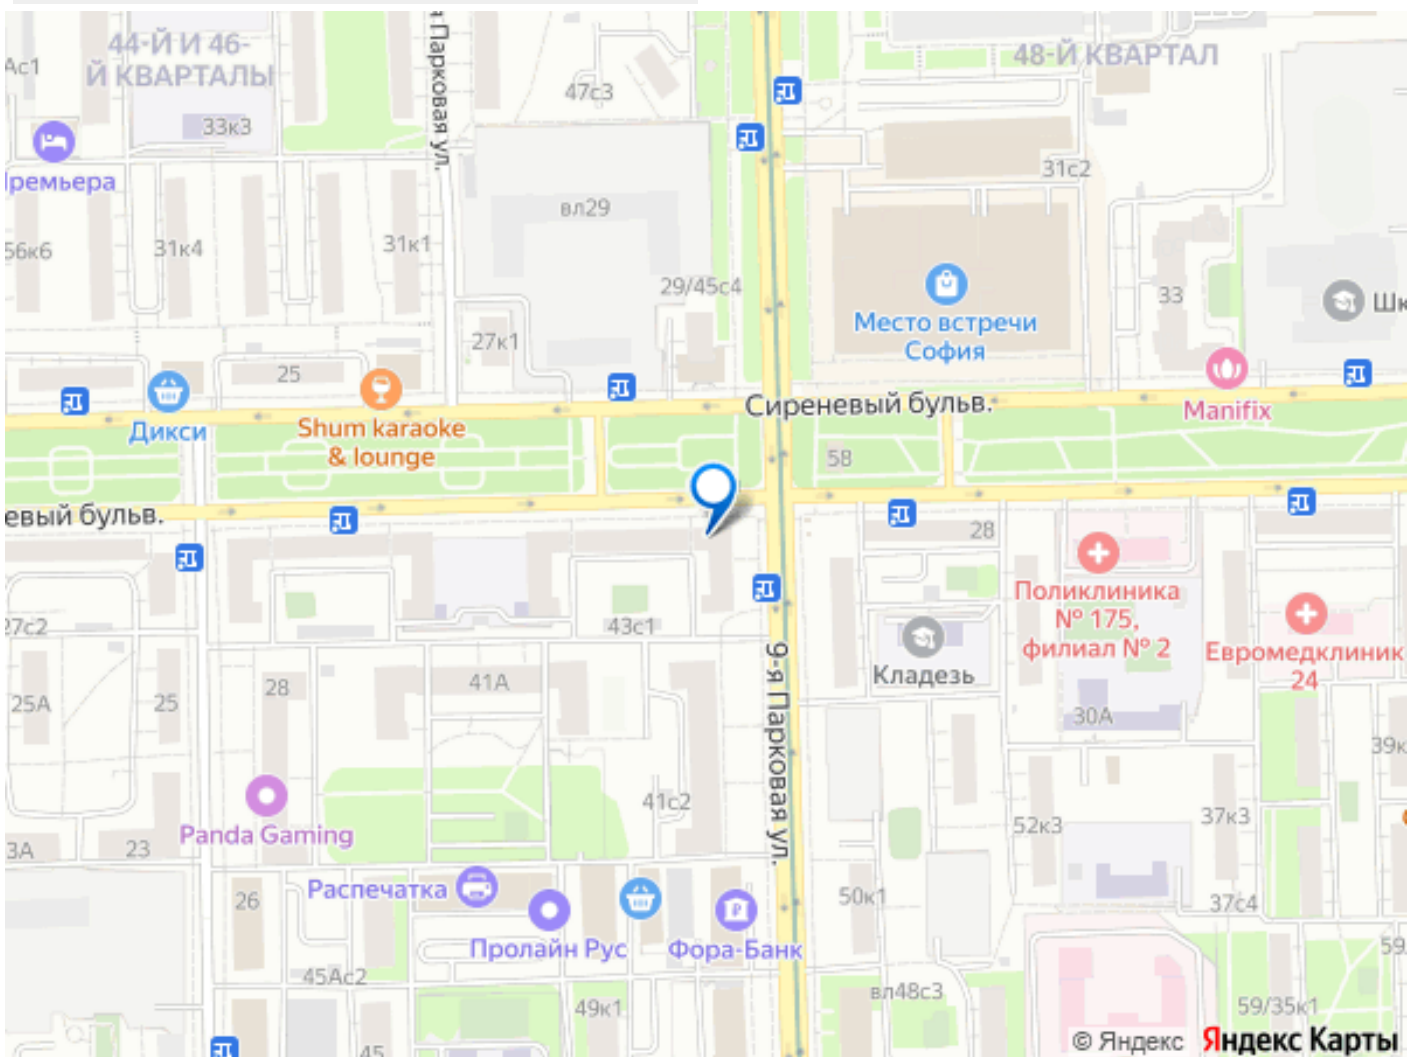 44-Й И 46-
Й КВАРТАЛЫ
я Парковая ул.
48-Й КВАРТАЛ
Ас1
47с3
33к3
31с2
Премьера
вл29
56к6
31к4
31к1
29/45с4
33
Шк
Место встречи
София
27к1
25
Дикси
Shum karaoke
& lounge
Сиреневый бульв.
Manifix
58
евый бульв.
28
Поликлиника
№ 175,
филиал № 2
27с2
43с1
Кладезь
Евромедклиник
24
9-я Парковая ул.
25А
25
28
41А
30А
39к
41с2
Panda Gaming
52к3
37к3
3А
23
Распечатка
26
50к1
37с4
Пролайн Рус
Фора-Банк
59
45Ас2
вл48с3
49к1
59/35к1
45
© Яндекс
Яндекс Карты